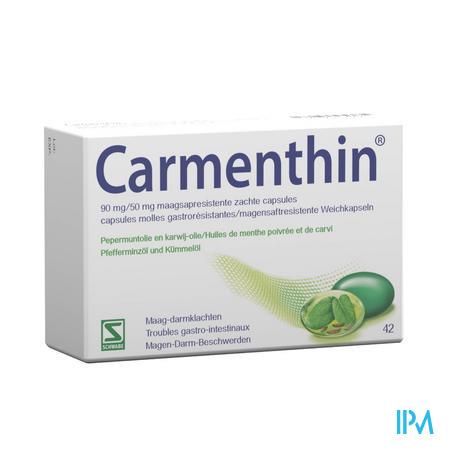 Carmenthin®
90 mg/50 mg maagsapresistente zachte capsules
capsules molles gastrorésistantes/magensaftresistente Weichkapseln
Pepermuntolie en karwij-olie/Huiles de menthe poivrée et de carvi
Pfefferminzöl und Kümmelöl
Maag-darmklachten
Troubles gastro-intestinaux
Magen-Darm-Beschwerden
42
S
SCHWABE
Lot
EXP
IPM